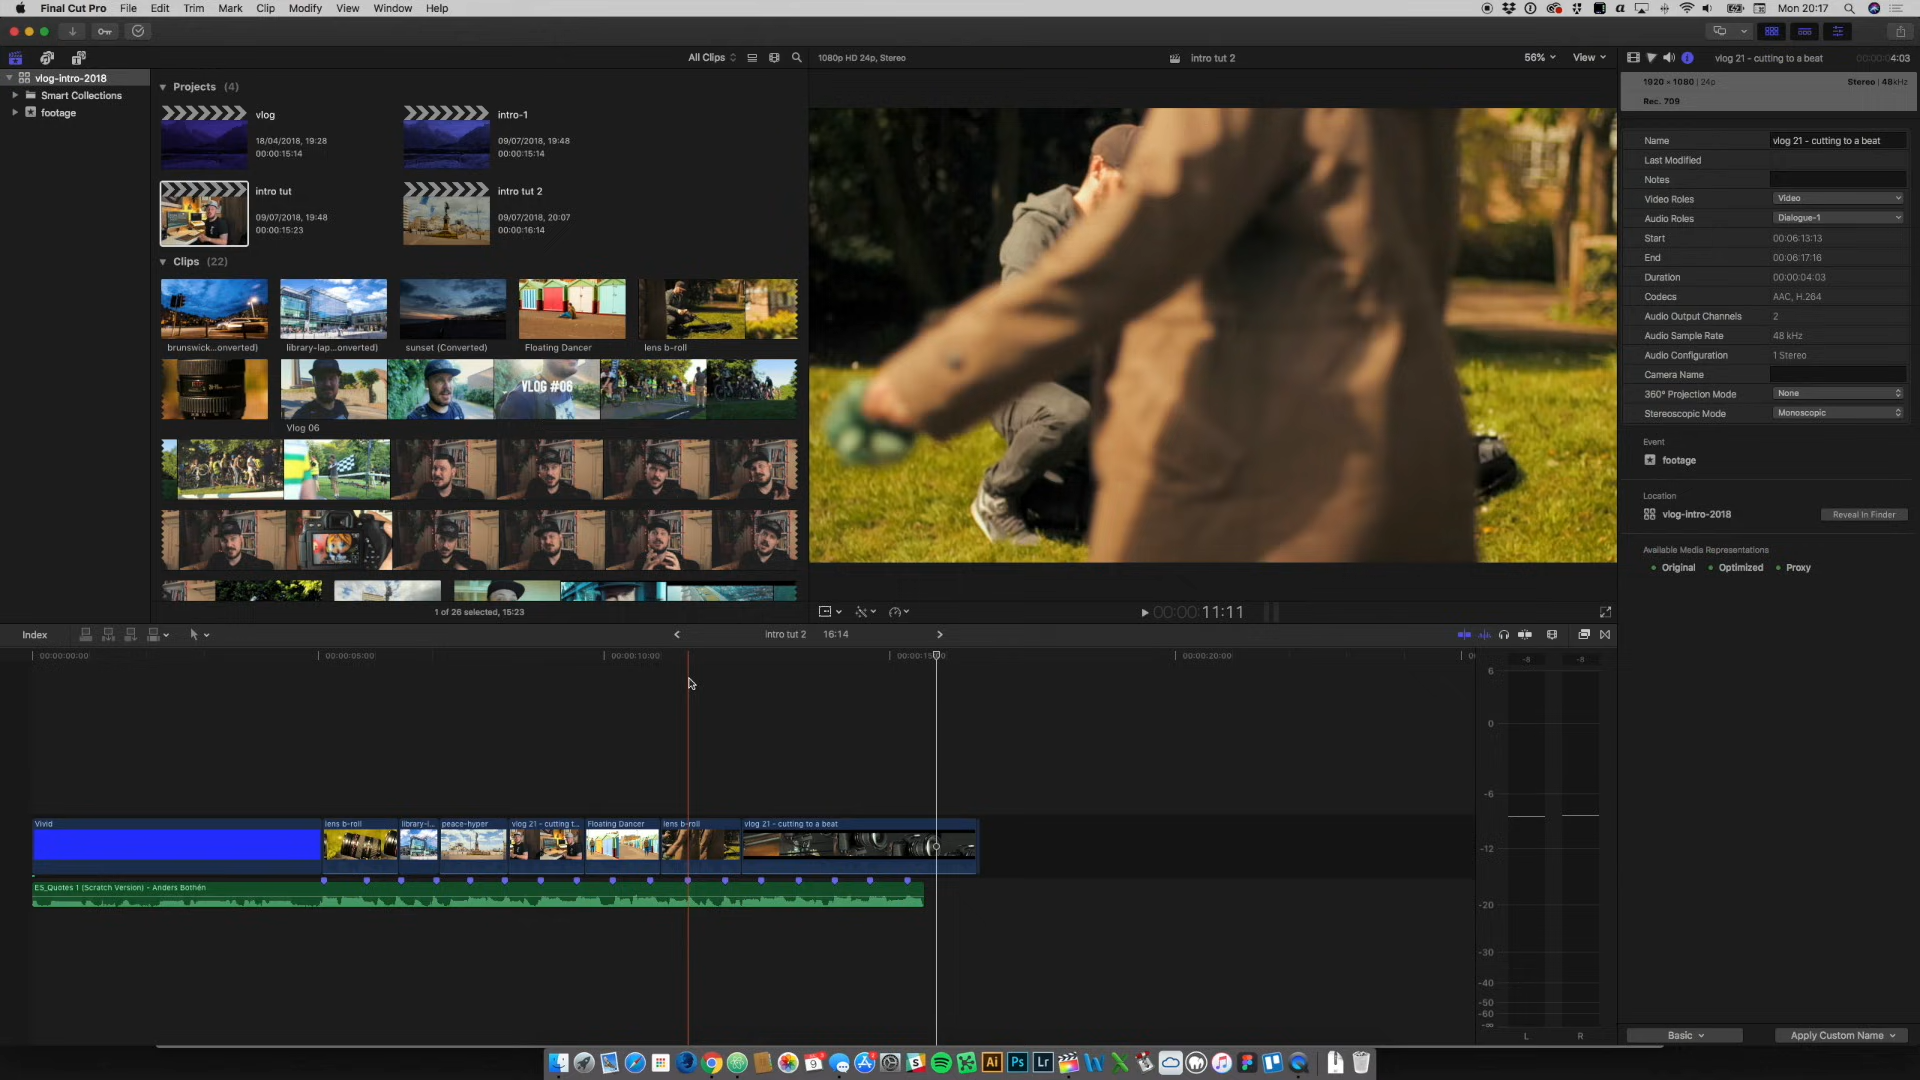 Final Cut Pro File Edit Trim Mark Clip Modify View Window Help Mon 20:17
All Clips 1080p HD 24p, Stereo intro tut 2 56% View vlog 21 - cutting to a beat 4:03
vlog-intro-2018
Smart Collections
footage
Projects (4)
vlog
18/04/2018, 19:28
00:00:15:14
intro-1
09/07/2018, 19:48
00:00:15:14
intro tut
09/07/2018, 19:48
00:00:15:23
intro tut 2
09/07/2018, 20:07
00:00:16:14
Clips (22)
brunswick...onverted) library-lap...onverted) sunset (Converted) Floating Dancer lens b-roll
VLOG #06
Vlog 06
1 of 26 selected, 15:23
00:00:11:11
1920 × 1080 | 24p Stereo | 48kHz
Rec. 709
Name vlog 21 - cutting to a beat
Last Modified
Notes
Video Roles Video
Audio Roles Dialogue-1
Start 00:06:13:13
End 00:06:17:16
Duration 00:00:04:03
Codecs AAC, H.264
Audio Output Channels 2
Audio Sample Rate 48 kHz
Audio Configuration 1 Stereo
Camera Name
360° Projection Mode None
Stereoscopic Mode Monoscopic
Event
footage
Location
vlog-intro-2018 Reveal In Finder
Available Media Representations
Original Optimized Proxy
Index intro tut 2 16:14
00:00:00:00 00:00:05:00 00:00:10:00 00:00:15:00 00:00:20:00
Vivid lens b-roll library-l... peace-hyper vlog 21 - cutting t... Floating Dancer lens b-roll vlog 21 - cutting to a beat
ES_Quotes 1 (Scratch Version) - Anders Bothén
-8 -8
6
0
-6
-12
-20
-30
-40
-50
-60
-∞
L R
Basic Apply Custom Name
9 Ai Ps Lr